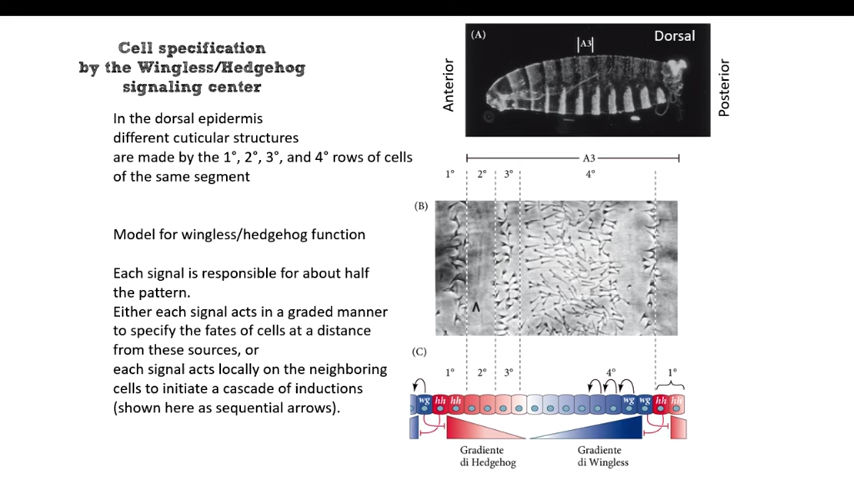 Cell specification
by the Wingless/Hedgehog
signaling center
In the dorsal epidermis
different cuticular structures
are made by the 1°, 2°, 3°, and 4° rows of cells
of the same segment
Model for wingless/hedgehog function
Each signal is responsible for about half
the pattern.
Either each signal acts in a graded manner
to specify the fates of cells at a distance
from these sources, or
each signal acts locally on the neighboring
cells to initiate a cascade of inductions
(shown here as sequential arrows).
(A)
A3
Dorsal
Anterior
Posterior
A3
1° 2° 3° 4°
(B)
(C)
1° 2° 3° 4° 1°
wg hh hh wg wg hh hh
Gradiente
di Hedgehog
Gradiente
di Wingless